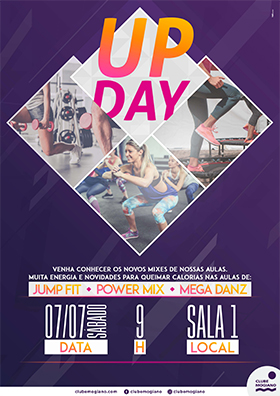 UP
DAY
VENHA CONHECER OS NOVOS MIXES DE NOSSAS AULAS.
MUITA ENERGIA E NOVIDADES PARA QUEIMAR CALORIAS NAS AULAS DE:
JUMP FIT • POWER MIX • MEGA DANZ
07/07 SÁBADO 9 SALA 1
DATA H LOCAL
CLUBE
MOGIANO
clubemogiano.com clubemogiano clubemogiano